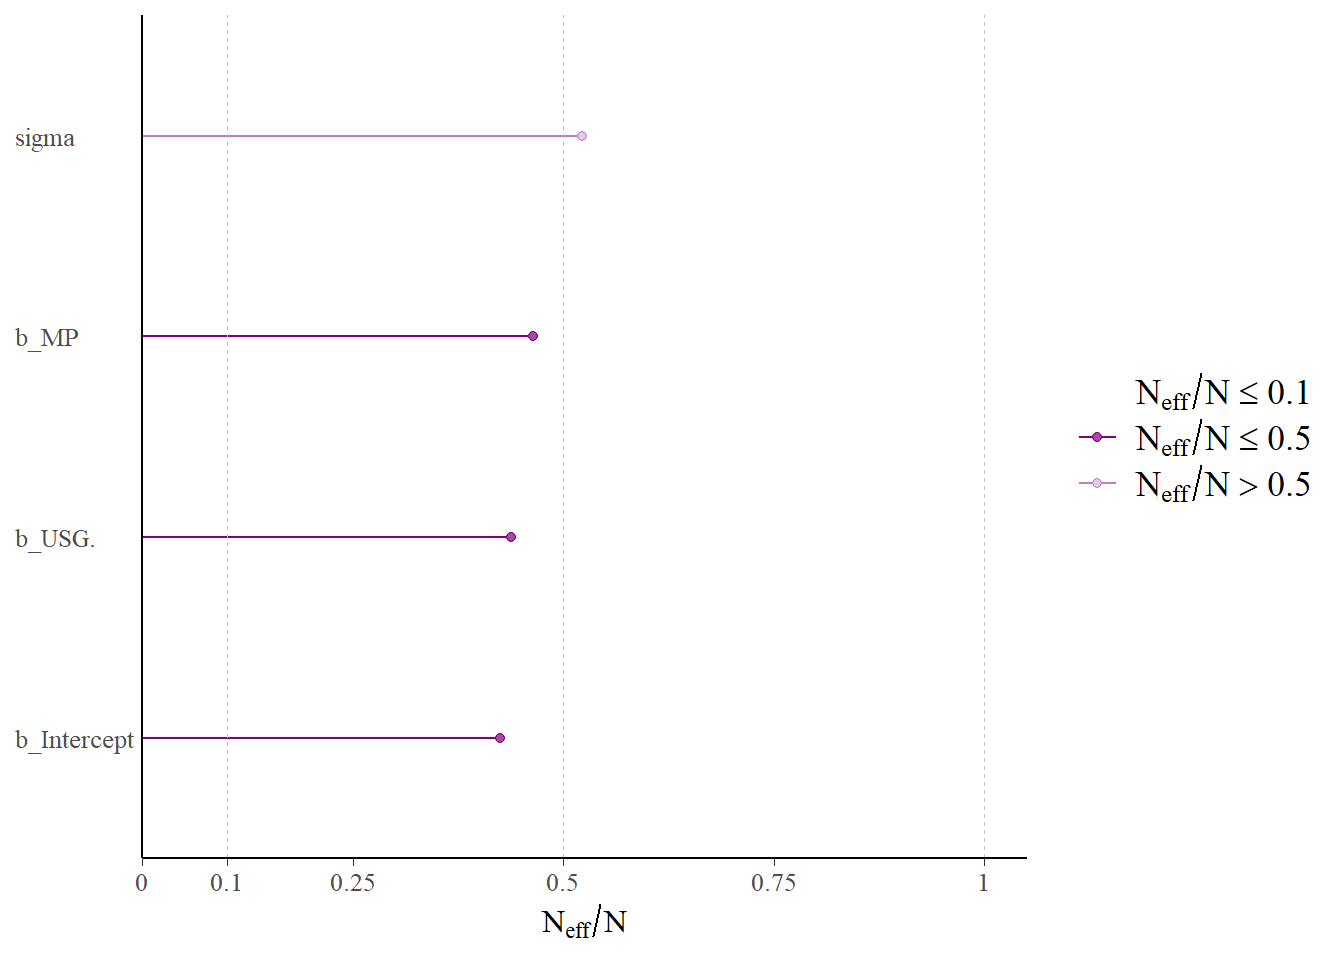 sigma
b_MP
b_USG.
b_Intercept
0 0.1 0.25 0.5 0.75 1
Neff/N
Neff/N ≤ 0.1
Neff/N ≤ 0.5
Neff/N > 0.5